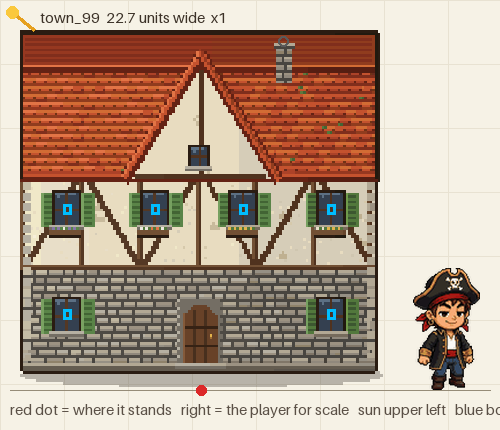 town_99 22.7 units wide x1
red dot = where it stands right = the player for scale sun upper left blue bo